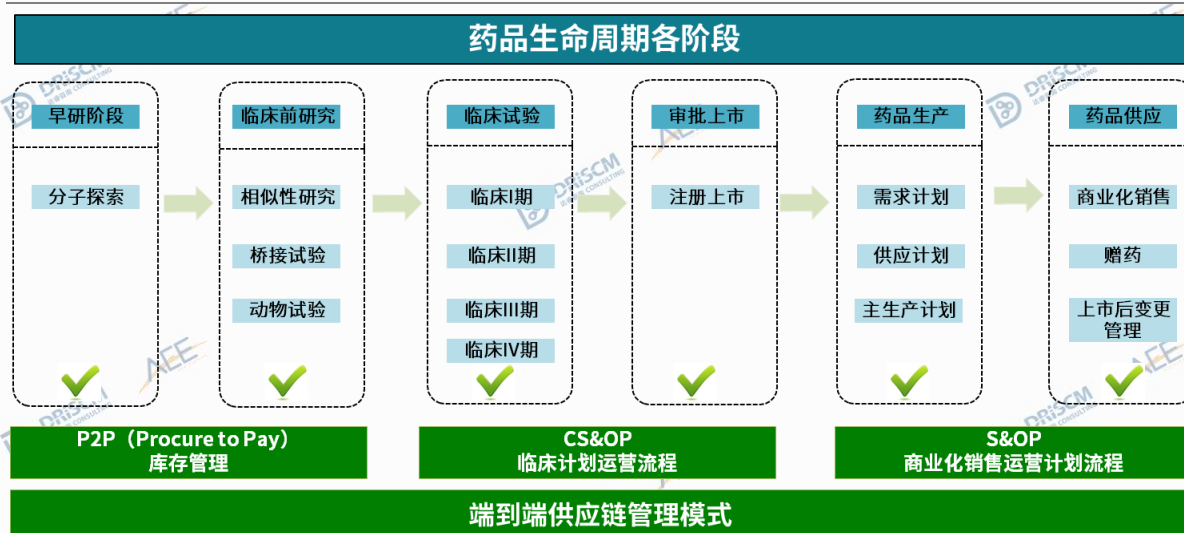 药品生命周期各阶段
早研阶段
分子探索
临床前研究
相似性研究
桥接试验
动物试验
临床试验
临床I期
临床II期
临床III期
临床IV期
审批上市
注册上市
药品生产
需求计划
供应计划
主生产计划
药品供应
商业化销售
赠药
上市后变更
管理
P2P（Procure to Pay）
库存管理
CS&OP
临床计划运营流程
S&OP
商业化销售运营计划流程
端到端供应链管理模式
DRiSCM
CONSULTING
AEE